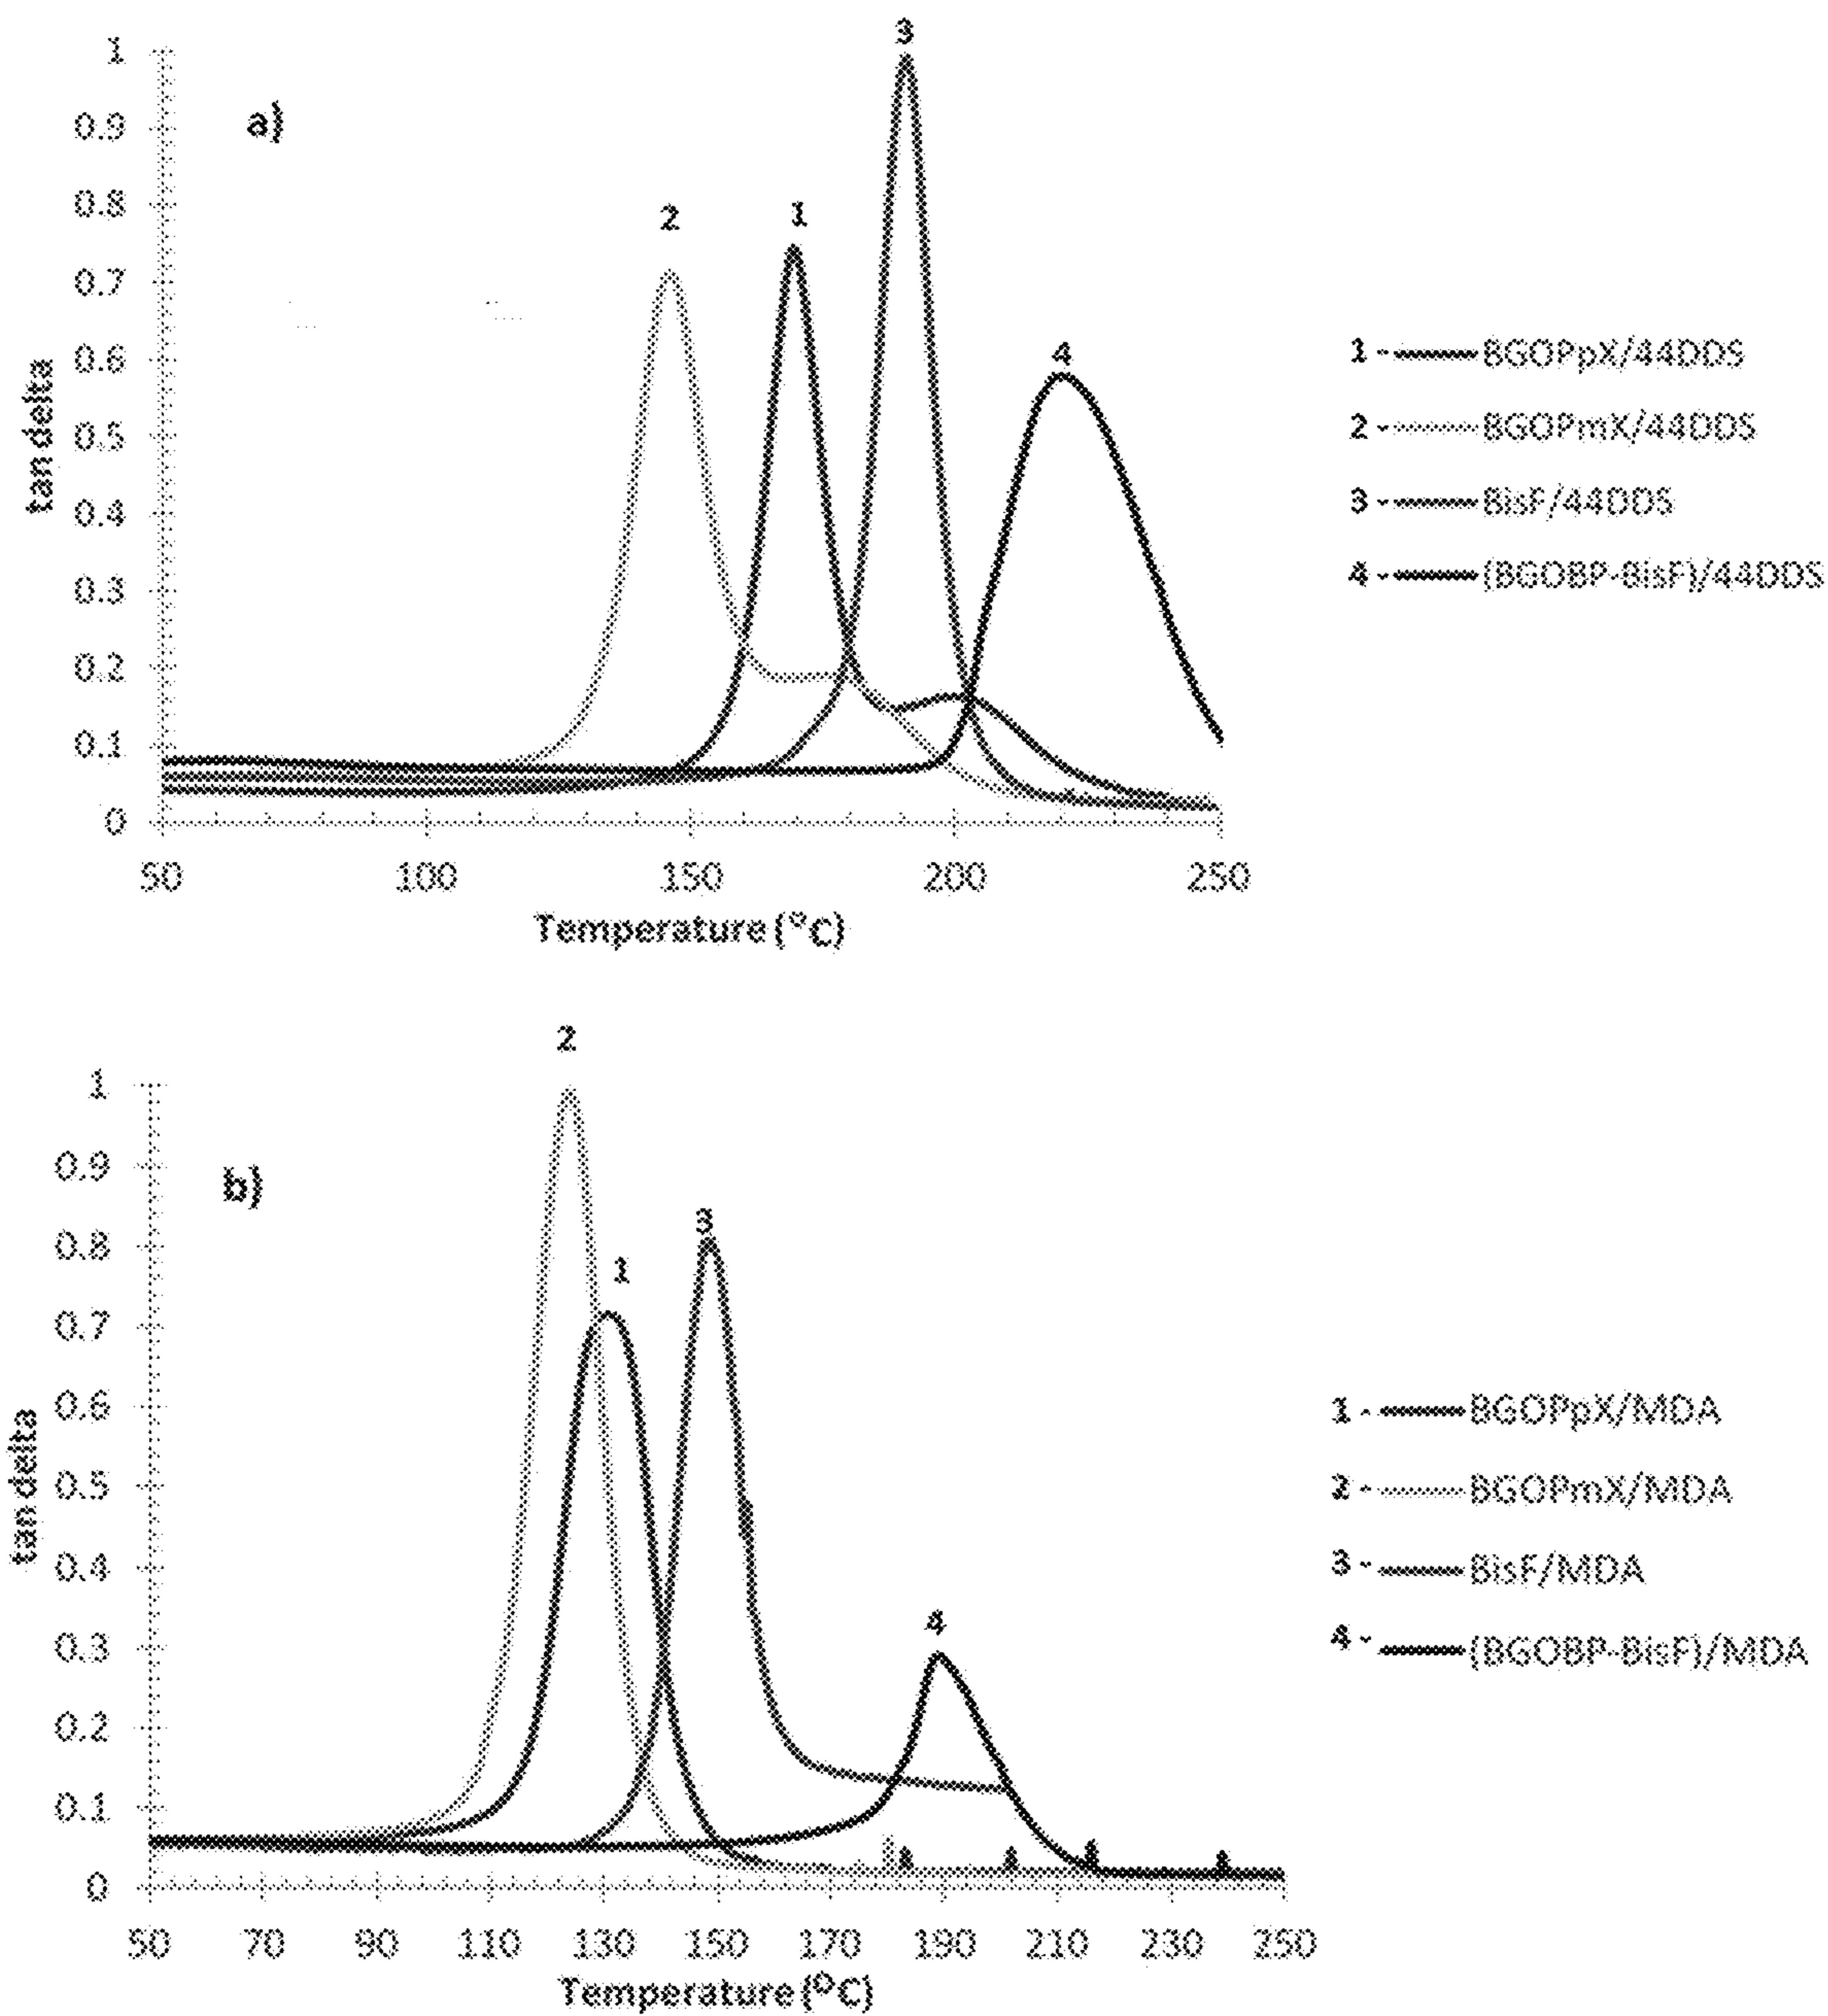 3
1
0.9
a)
0.8
2
1
0.7
0.6
4
1 - BGOPpX/44DDS
tan delta
0.5
2 - BGOPmX/44DDS
0.4
3 - BisF/44DDS
0.3
4 - (BGOBP-BisF)/44DDS
0.2
0.1
0
50 100 150 200 250
Temperature (°C)
2
1
0.9
b)
0.8
3
1
0.7
0.6
1 - BGOPpX/MDA
tan delta
0.5
2 - BGOPmX/MDA
0.4
3 - BisF/MDA
0.3
4
4 - (BGOBP-BisF)/MDA
0.2
0.1
0
50 70 90 110 130 150 170 190 210 230 250
Temperature (°C)